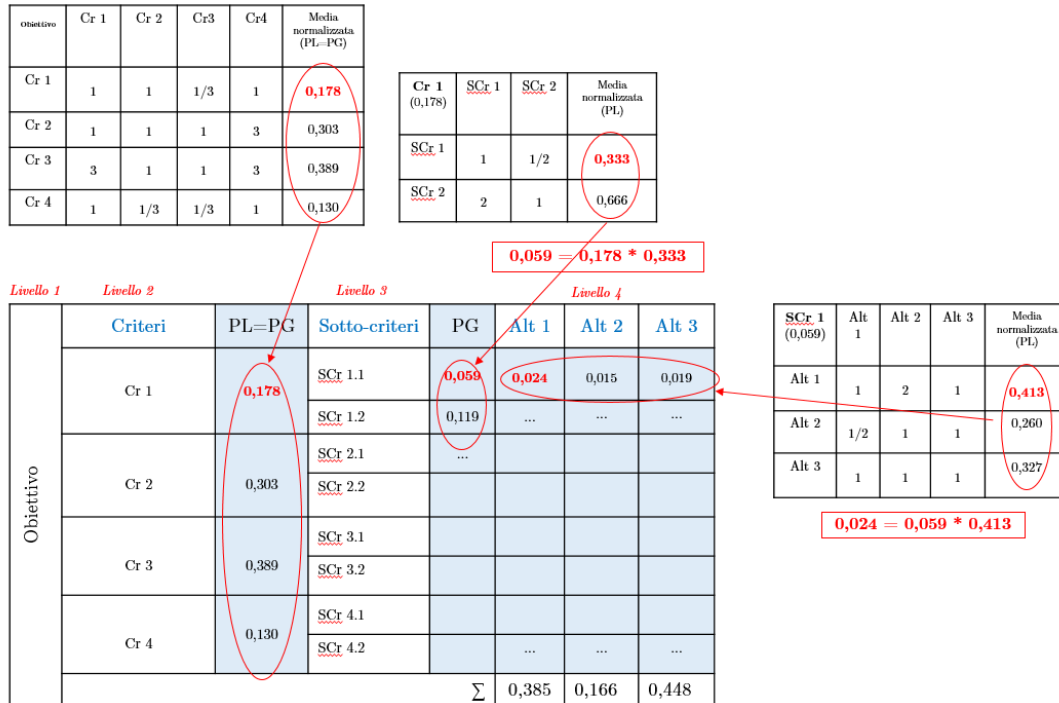 Obiettivo Cr 1 Cr 2 Cr3 Cr4 Media
normalizzata
(PL=PG)
Cr 1 1 1 1/3 1 0,178
Cr 2 1 1 1 3 0,303
Cr 3 3 1 1 3 0,389
Cr 4 1 1/3 1/3 1 0,130
Cr 1 SCr 1 SCr 2 Media
(0,178) normalizzata
(PL)
SCr 1 1 1/2 0,333
SCr 2 2 1 0,666
0,059 = 0,178 * 0,333
Livello 1 Livello 2 Livello 3 Livello 4
Obiettivo
Criteri PL=PG Sotto-criteri PG Alt 1 Alt 2 Alt 3
Cr 1 0,178 SCr 1.1 0,059 0,024 0,015 0,019
SCr 1.2 0,119 ... ... ...
Cr 2 0,303 SCr 2.1 ...
SCr 2.2
Cr 3 0,389 SCr 3.1
SCr 3.2
Cr 4 0,130 SCr 4.1
SCr 4.2 ... ... ...
∑ 0,385 0,166 0,448
SCr 1 Alt Alt 2 Alt 3 Media
(0,059) 1 normalizzata
(PL)
Alt 1 1 2 1 0,413
Alt 2 1/2 1 1 0,260
Alt 3 1 1 1 0,327
0,024 = 0,059 * 0,413